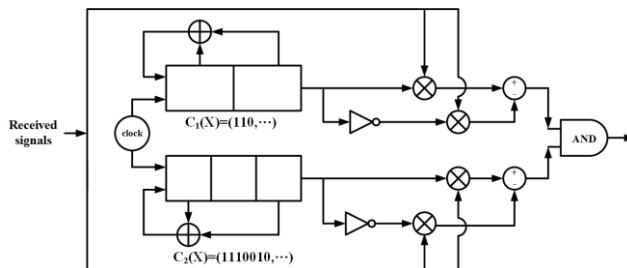 C₁(X)=(110,···)
Received
signals
clock
+
-
AND
+
-
C₂(X)=(1110010,···)